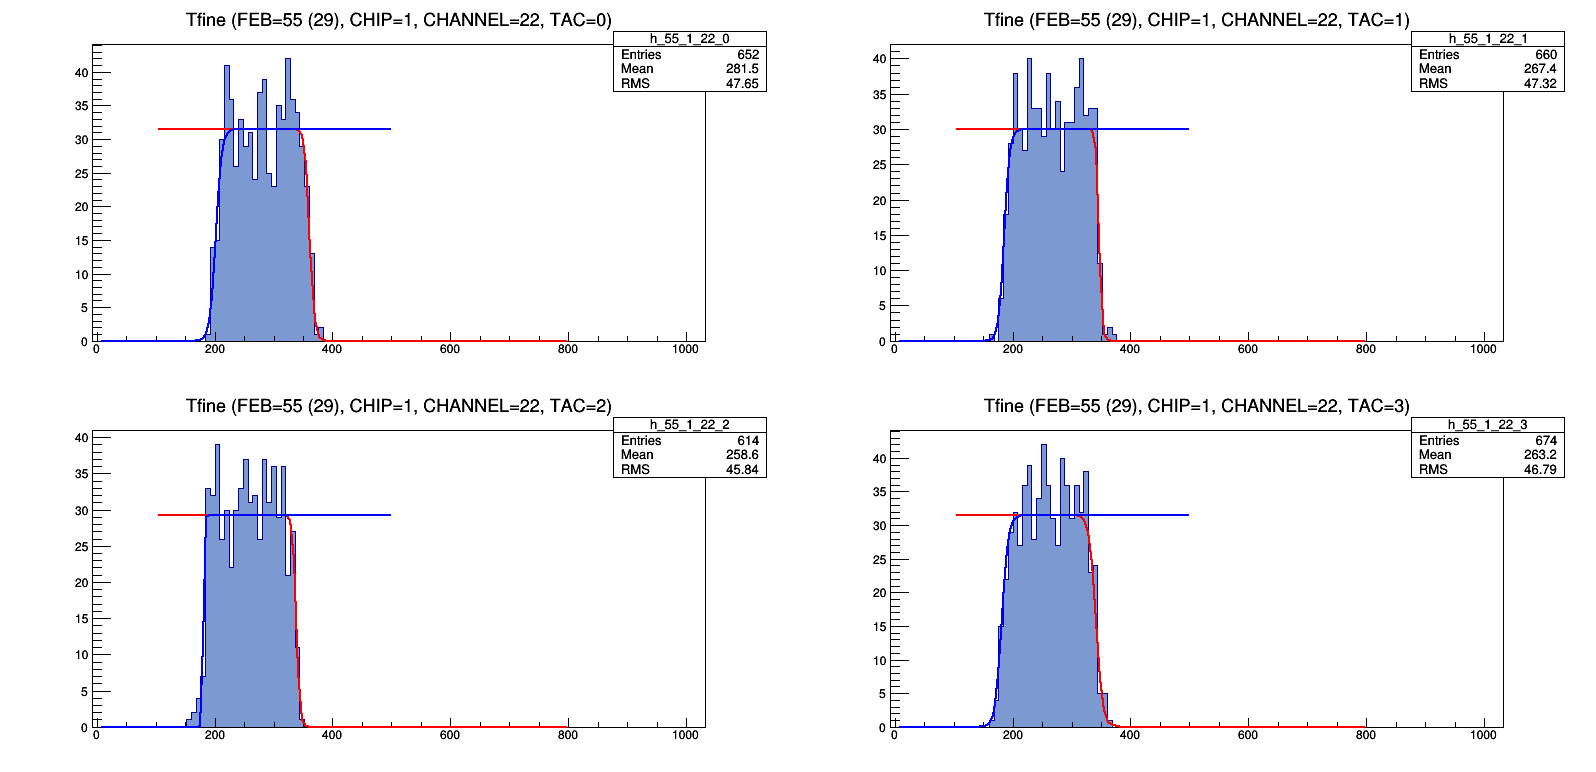 Tfine (FEB=55 (29), CHIP=1, CHANNEL=22, TAC=0)
h_55_1_22_0
Entries 652
Mean 281.5
RMS 47.65
40
35
30
25
20
15
10
5
0
0 200 400 600 800 1000
Tfine (FEB=55 (29), CHIP=1, CHANNEL=22, TAC=1)
h_55_1_22_1
Entries 660
Mean 267.4
RMS 47.32
40
35
30
25
20
15
10
5
0
0 200 400 600 800 1000
Tfine (FEB=55 (29), CHIP=1, CHANNEL=22, TAC=2)
h_55_1_22_2
Entries 614
Mean 258.6
RMS 45.84
40
35
30
25
20
15
10
5
0
0 200 400 600 800 1000
Tfine (FEB=55 (29), CHIP=1, CHANNEL=22, TAC=3)
h_55_1_22_3
Entries 674
Mean 263.2
RMS 46.79
40
35
30
25
20
15
10
5
0
0 200 400 600 800 1000